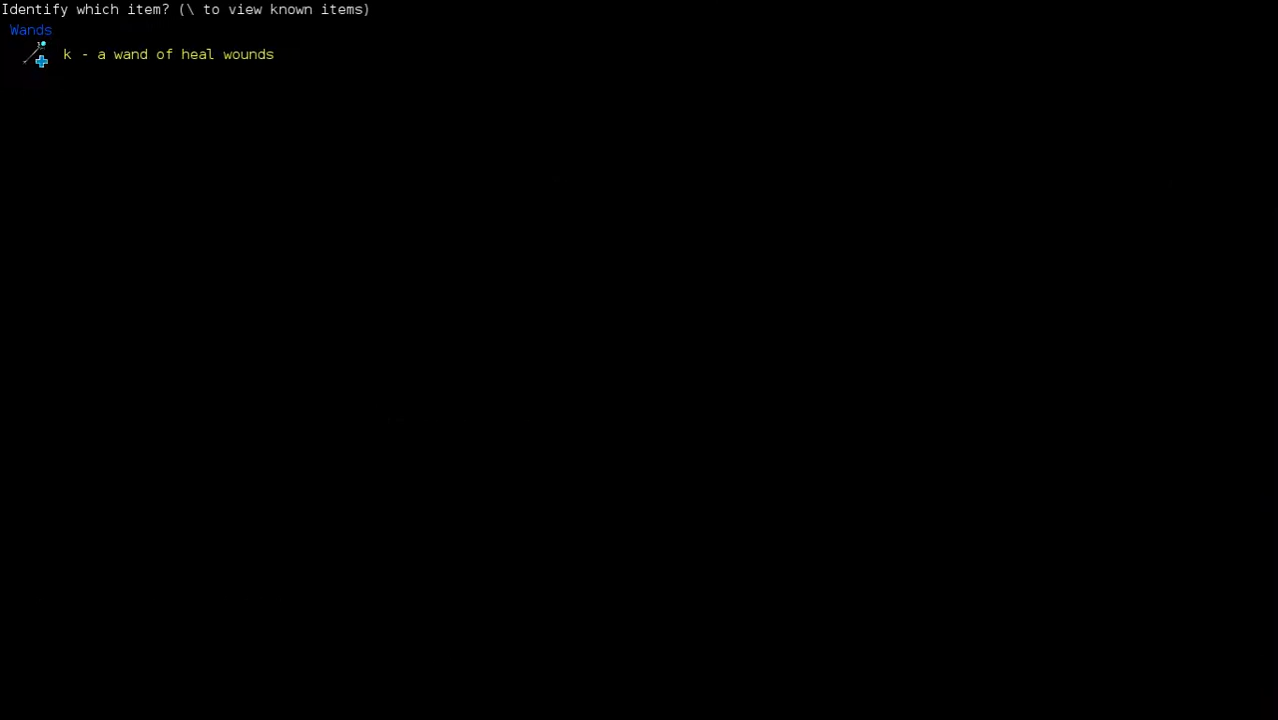 Identify which item? (\ to view known items)
Wands
k - a wand of heal wounds